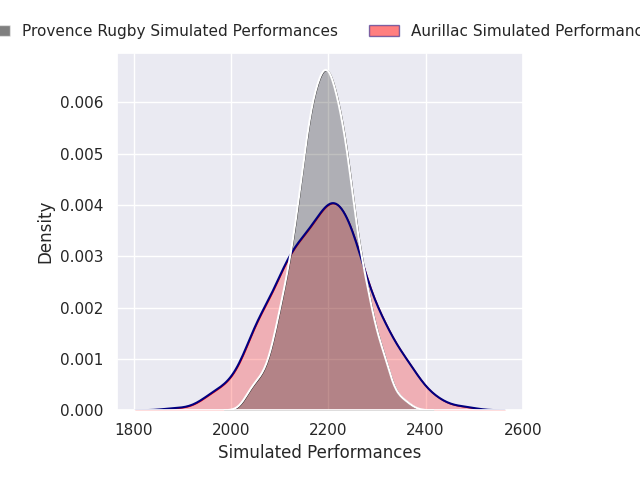 Provence Rugby Simulated Performances
Aurillac Simulated
0.006
0.005
0.004
0.003
0.002
0.001
0.000
Density
1800 2000 2200 2400 2600
Simulated Performances